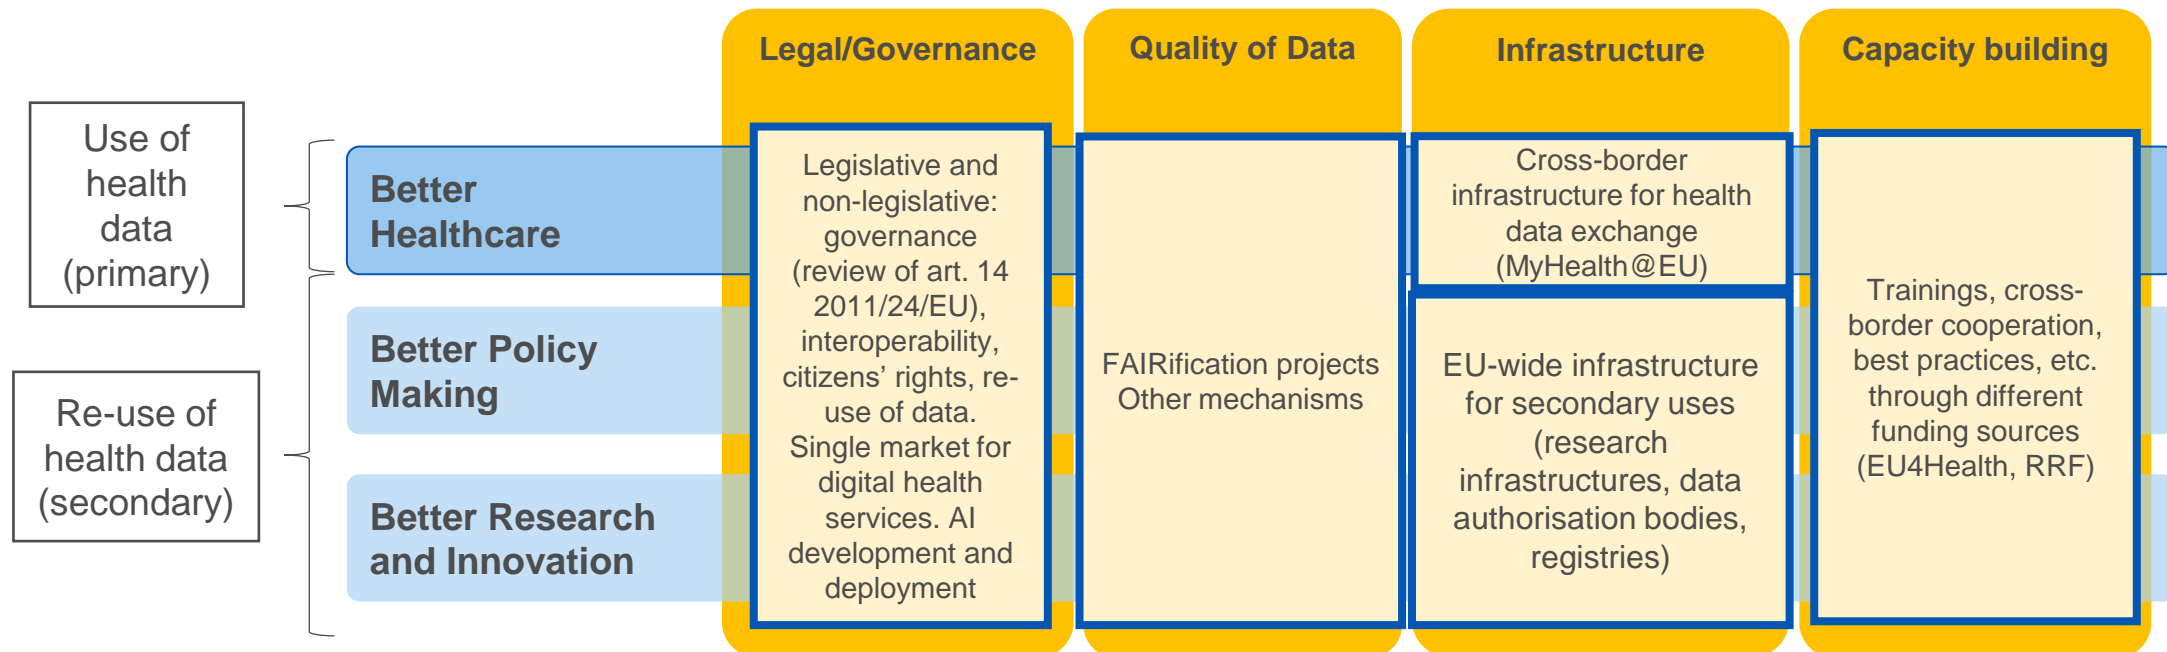 Legal/Governance
Quality of Data
Infrastructure
Capacity building
Use of
health
data
(primary)
Re-use of
health data
(secondary)
Better
Healthcare
Better Policy
Making
Better Research
and Innovation
Legislative and
non-legislative:
governance
(review of art. 14
2011/24/EU),
interoperability,
citizens’ rights, re-
use of data.
Single market for
digital health
services. AI
development and
deployment
FAIRification projects
Other mechanisms
Cross-border
infrastructure for health
data exchange
(MyHealth@EU)
EU-wide infrastructure
for secondary uses
(research
infrastructures, data
authorisation bodies,
registries)
Trainings, cross-
border cooperation,
best practices, etc.
through different
funding sources
(EU4Health, RRF)